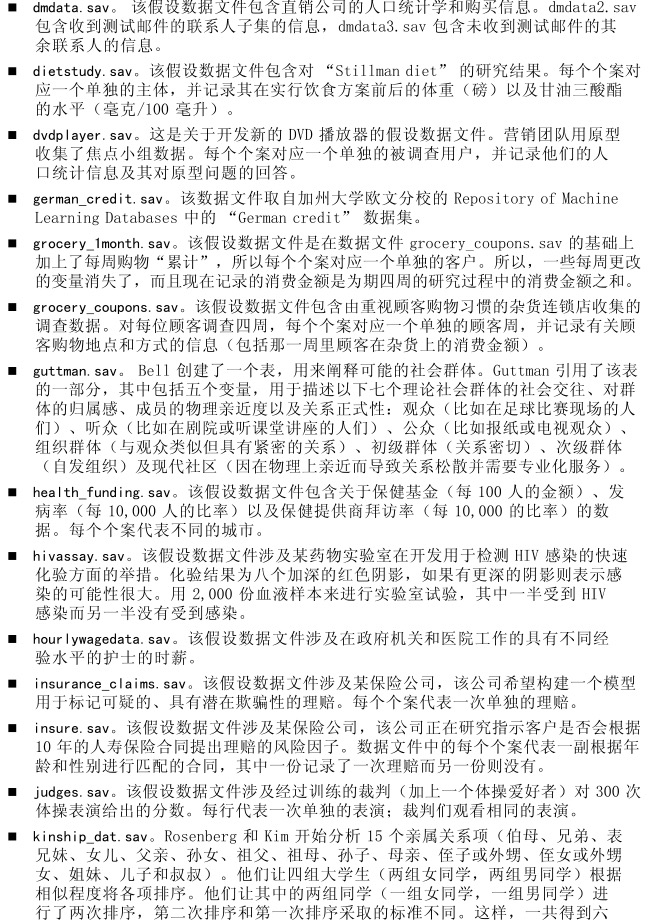 ■ dmdata.sav。 该假设数据文件包含直销公司的人口统计学和购买信息。dmdata2.sav
包含收到测试邮件的联系人子集的信息，dmdata3.sav 包含未收到测试邮件的其
余联系人的信息。
■ dietstudy.sav。该假设数据文件包含对 “Stillman diet” 的研究结果。每个个案对
应一个单独的主体，并记录其在实行饮食方案前后的体重（磅）以及甘油三酸酯
的水平（毫克/100 毫升）。
■ dvdplayer.sav。这是关于开发新的 DVD 播放器的假设数据文件。营销团队用原型
收集了焦点小组数据。每个个案对应一个单独的被调查用户，并记录他们的人
口统计信息及其对原型问题的回答。
■ german_credit.sav。该数据文件取自加州大学欧文分校的 Repository of Machine
Learning Databases 中的 “German credit” 数据集。
■ grocery_1month.sav。该假设数据文件是在数据文件 grocery_coupons.sav 的基础上
加上了每周购物“累计”，所以每个个案对应一个单独的客户。所以，一些每周更改
的变量消失了，而且现在记录的消费金额是为期四周的研究过程中的消费金额之和。
■ grocery_coupons.sav。该假设数据文件包含由重视顾客购物习惯的杂货连锁店收集的
调查数据。对每位顾客调查四周，每个个案对应一个单独的顾客周，并记录有关顾
客购物地点和方式的信息（包括那一周里顾客在杂货上的消费金额）。
■ guttman.sav。 Bell 创建了一个表，用来阐释可能的社会群体。Guttman 引用了该表
的一部分，其中包括五个变量，用于描述以下七个理论社会群体的社会交往、对群
体的归属感、成员的物理亲近度以及关系正式性：观众（比如在足球比赛现场的人
们）、听众（比如在剧院或听课堂讲座的人们）、公众（比如报纸或电视观众）、
组织群体（与观众类似但具有紧密的关系）、初级群体（关系密切）、次级群体
（自发组织）及现代社区（因在物理上亲近而导致关系松散并需要专业化服务）。
■ health_funding.sav。该假设数据文件包含关于保健基金（每 100 人的金额）、发
病率（每 10,000 人的比率）以及保健提供商拜访率（每 10,000 的比率）的数
据。每个个案代表不同的城市。
■ hivassay.sav。该假设数据文件涉及某药物实验室在开发用于检测 HIV 感染的快速
化验方面的举措。化验结果为八个加深的红色阴影，如果有更深的阴影则表示感
染的可能性很大。用 2,000 份血液样本来进行实验室试验，其中一半受到 HIV
感染而另一半没有受到感染。
■ hourlywagedata.sav。该假设数据文件涉及在政府机关和医院工作的具有不同经
验水平的护士的时薪。
■ insurance_claims.sav。该假设数据文件涉及某保险公司，该公司希望构建一个模型
用于标记可疑的、具有潜在欺骗性的理赔。每个个案代表一次单独的理赔。
■ insure.sav。该假设数据文件涉及某保险公司，该公司正在研究指示客户是否会根据
10 年的人寿保险合同提出理赔的风险因子。数据文件中的每个个案代表一副根据年
龄和性别进行匹配的合同，其中一份记录了一次理赔而另一份则没有。
■ judges.sav。该假设数据文件涉及经过训练的裁判（加上一个体操爱好者）对 300 次
体操表演给出的分数。每行代表一次单独的表演；裁判们观看相同的表演。
■ kinship_dat.sav。Rosenberg 和 Kim 开始分析 15 个亲属关系项（伯母、兄弟、表
兄妹、女儿、父亲、孙女、祖父、祖母、孙子、母亲、侄子或外甥、侄女或外甥
女、姐妹、儿子和叔叔）。他们让四组大学生（两组女同学，两组男同学）根据
相似程度将各项排序。他们让其中的两组同学（一组女同学，一组男同学）进
行了两次排序，第二次排序和第一次排序采取的标准不同。这样，一共得到六